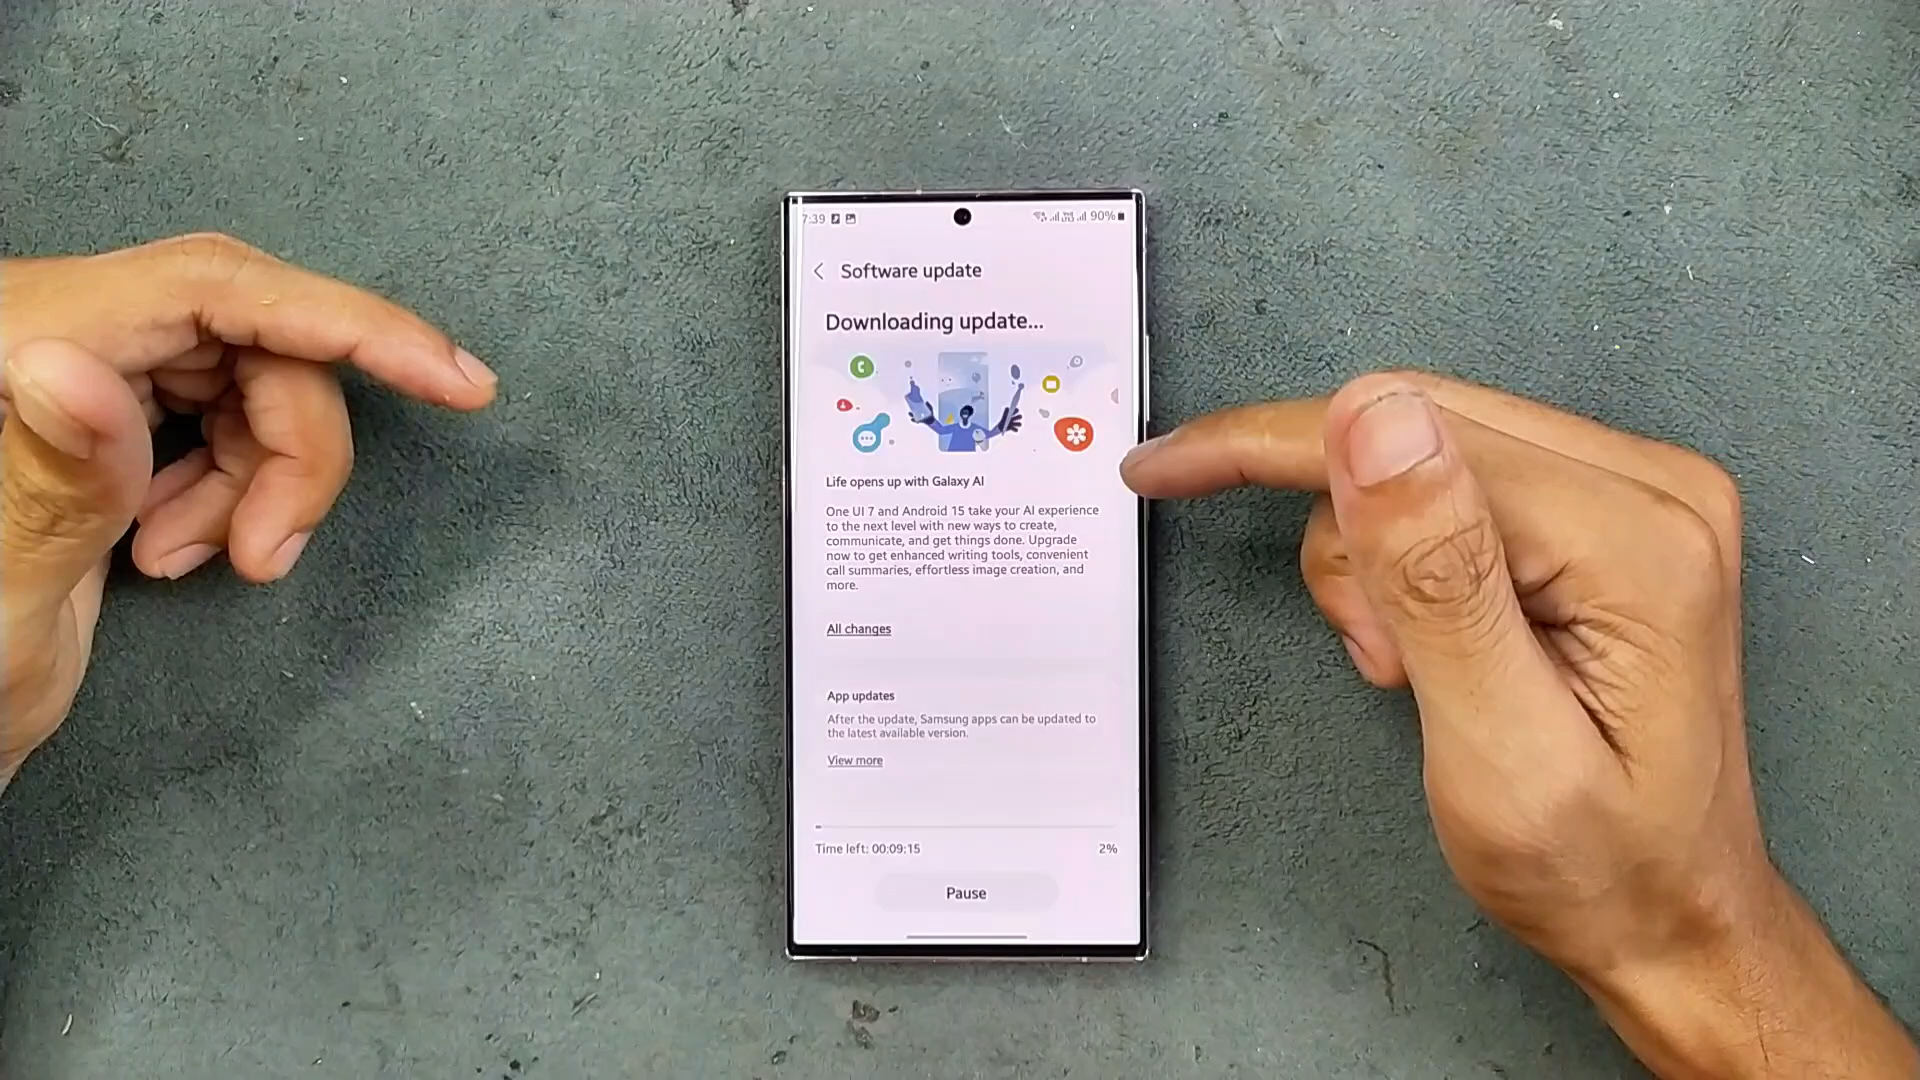 7:39
90%
Software update
Downloading update...
Life opens up with Galaxy AI
One UI 7 and Android 15 take your AI experience
to the next level with new ways to create,
communicate, and get things done. Upgrade
now to get enhanced writing tools, convenient
call summaries, effortless image creation, and
more.
All changes
App updates
After the update, Samsung apps can be updated to
the latest available version.
View more
Time left: 00:09:15
2%
Pause